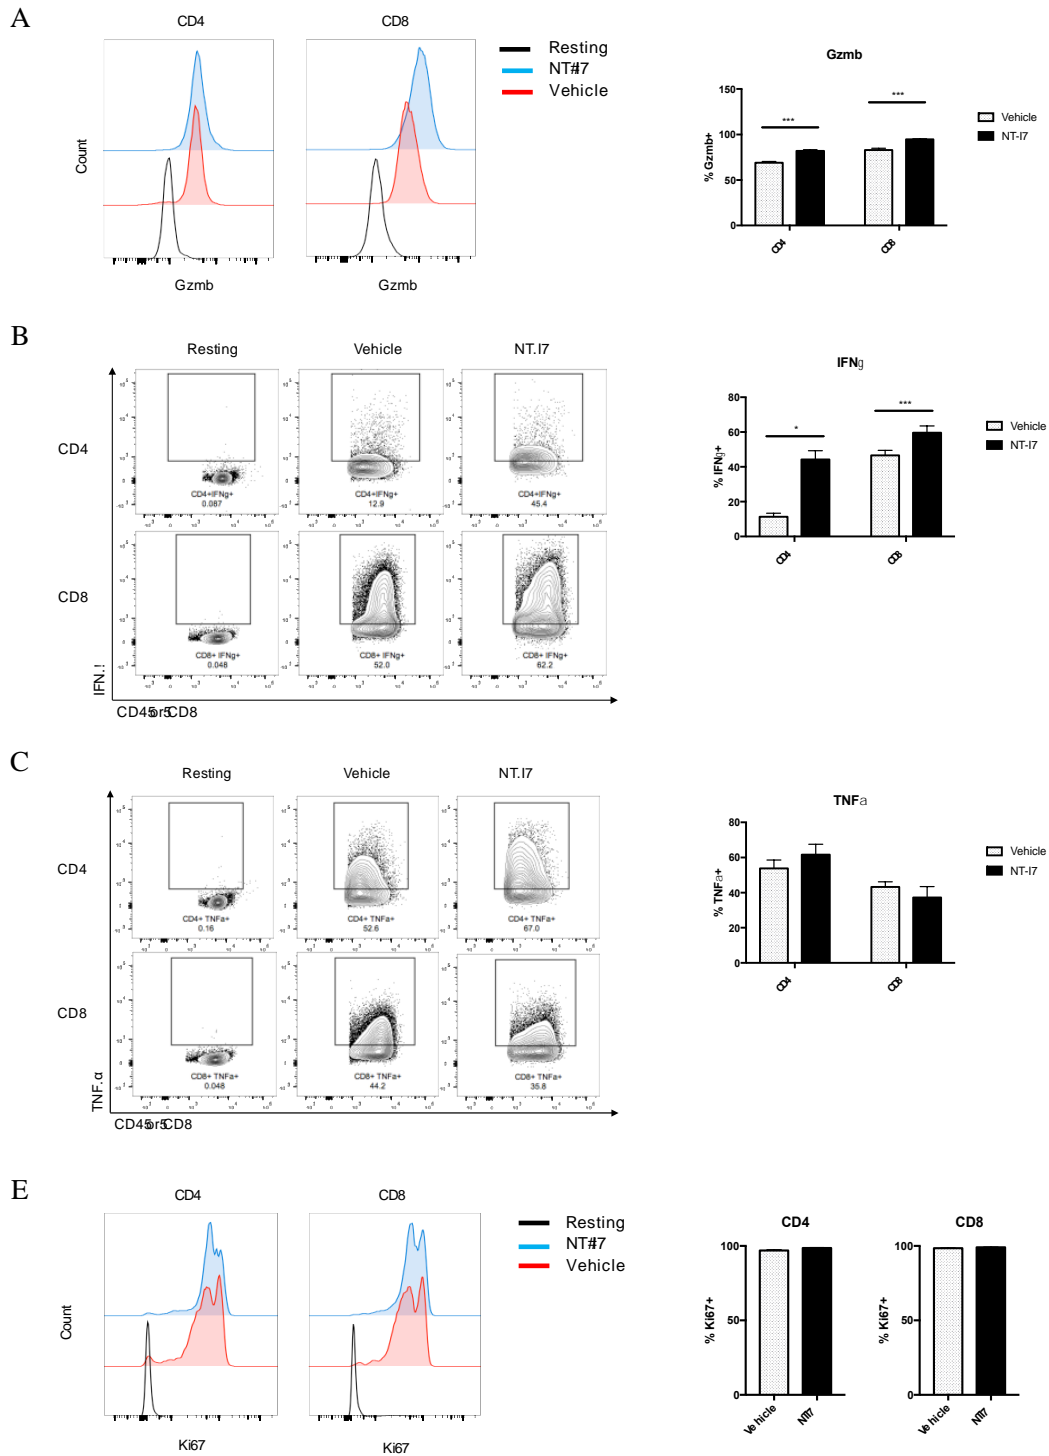 A
CD4
CD8
Resting
NT#7
Vehicle
Count
Gzmb
Gzmb
Gzmb
***
***
Vehicle
NT-I7
% Gzmb+
150
100
50
0
CD4
CD8
B
Resting
Vehicle
NT.I7
CD4
CD4+IFNg+
0.087
CD4+IFNg+
12.9
CD4+IFNg+
45.4
CD8
CD8+ IFNg+
0.048
CD8+ IFNg+
52.0
CD8+ IFNg+
62.2
IFN.!
IFNg
*
***
Vehicle
NT-I7
% IFNg+
80
60
40
20
0
CD4
CD8
C
Resting
Vehicle
NT.I7
CD4
CD4+ TNFa+
0.16
CD4+ TNFa+
52.6
CD4+ TNFa+
67.0
CD8
CD8+ TNFa+
0.048
CD8+ TNFa+
44.2
CD8+ TNFa+
35.8
TNF.α
TNFa
Vehicle
NT-I7
% TNFa+
80
60
40
20
0
CD4
CD8
E
CD4
CD8
Resting
NT#7
Vehicle
Count
Ki67
Ki67
CD4
% Ki67+
150
100
50
0
Vehicle
CD8
% Ki67+
150
100
50
0
Vehicle